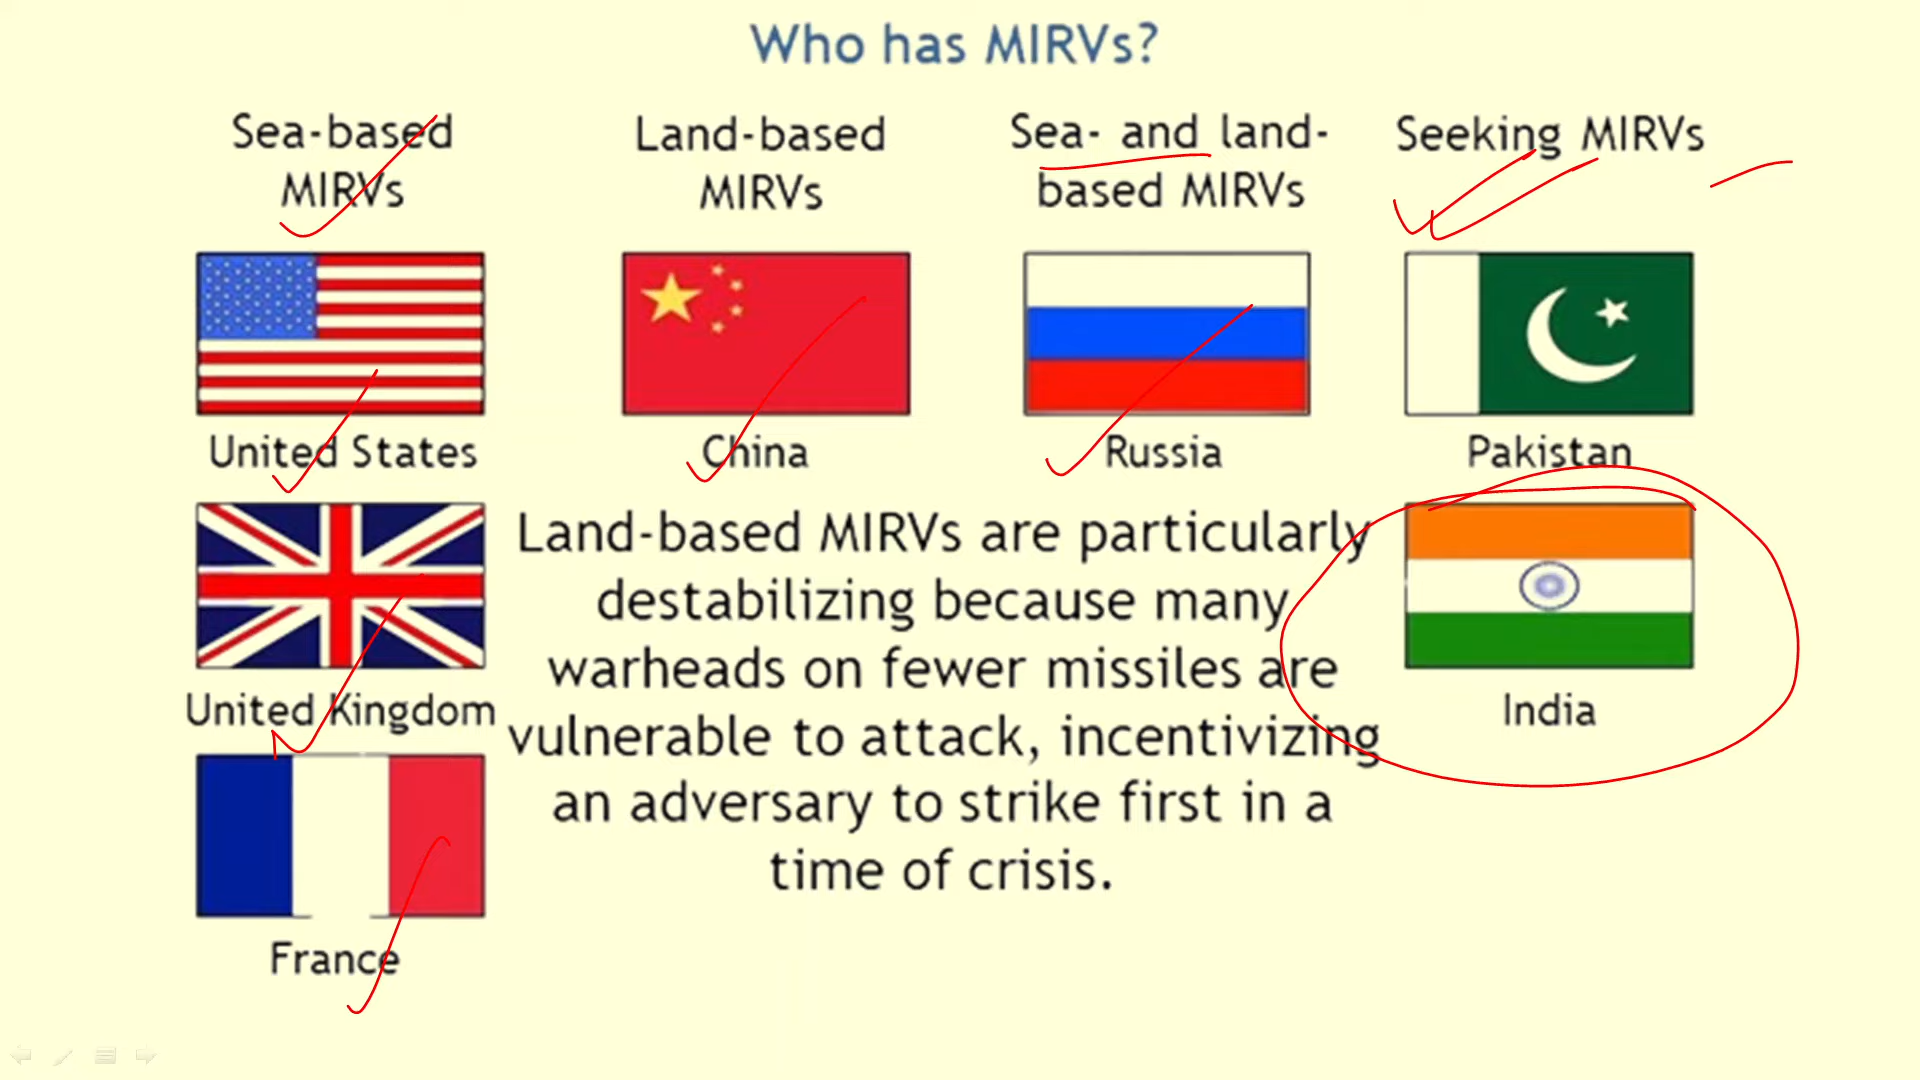 Who has MIRVs?
Sea-based
MIRVs
United States
United Kingdom
France
Land-based
MIRVs
China
Sea- and land-
based MIRVs
Russia
Seeking MIRVs
Pakistan
India
Land-based MIRVs are particularly
destabilizing because many
warheads on fewer missiles are
vulnerable to attack, incentivizing
an adversary to strike first in a
time of crisis.